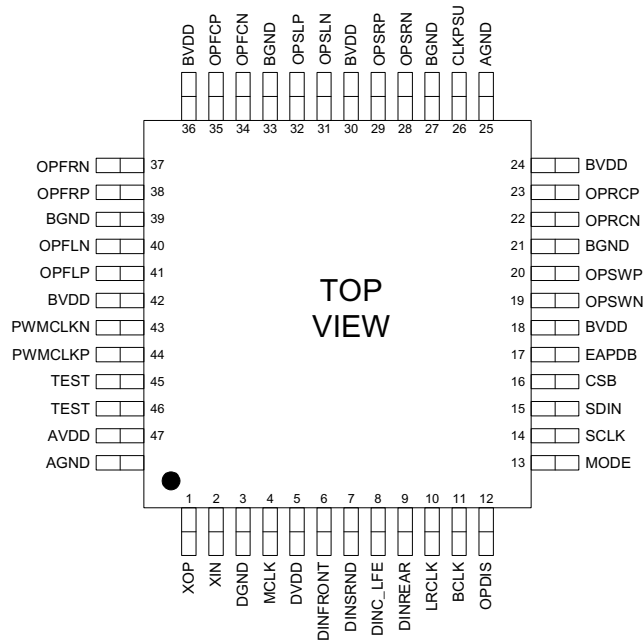 BVDD
OPFCP
OPFCN
BGND
OPSLP
OPSLN
BVDD
OPSRP
OPSRN
BGND
CLKPSU
AGND
36 35 34 33 32 31 30 29 28 27 26 25
OPFRN 37
OPFRP 38
BGND 39
OPFLN 40
OPFLP 41
BVDD 42
PWMCLKN 43
PWMCLKP 44
TEST 45
TEST 46
AVDD 47
AGND
TOP
VIEW
24 BVDD
23 OPRCP
22 OPRCN
21 BGND
20 OPSWP
19 OPSWN
18 BVDD
17 EAPDB
16 CSB
15 SDIN
14 SCLK
13 MODE
1 2 3 4 5 6 7 8 9 10 11 12
XOP
XIN
DGND
MCLK
DVDD
DINFRONT
DINSRND
DINC_LFE
DINREAR
LRCLK
BCLK
OPDIS